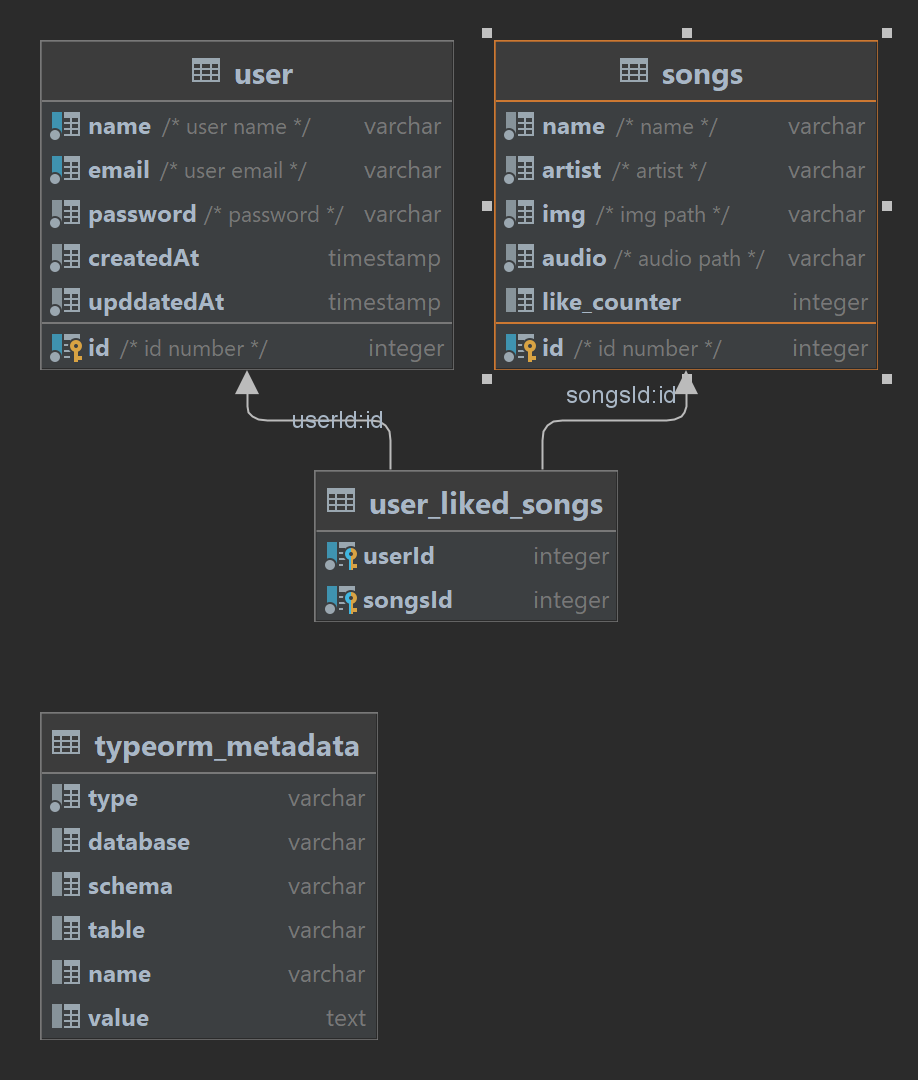 user
name /* user name */ varchar
email /* user email */ varchar
password /* password */ varchar
createdAt timestamp
upddatedAt timestamp
id /* id number */ integer
songs
name /* name */ varchar
artist /* artist */ varchar
img /* img path */ varchar
audio /* audio path */ varchar
like_counter integer
id /* id number */ integer
userId:id
songsId:id
user_liked_songs
userId integer
songsId integer
typeorm_metadata
type varchar
database varchar
schema varchar
table varchar
name varchar
value text